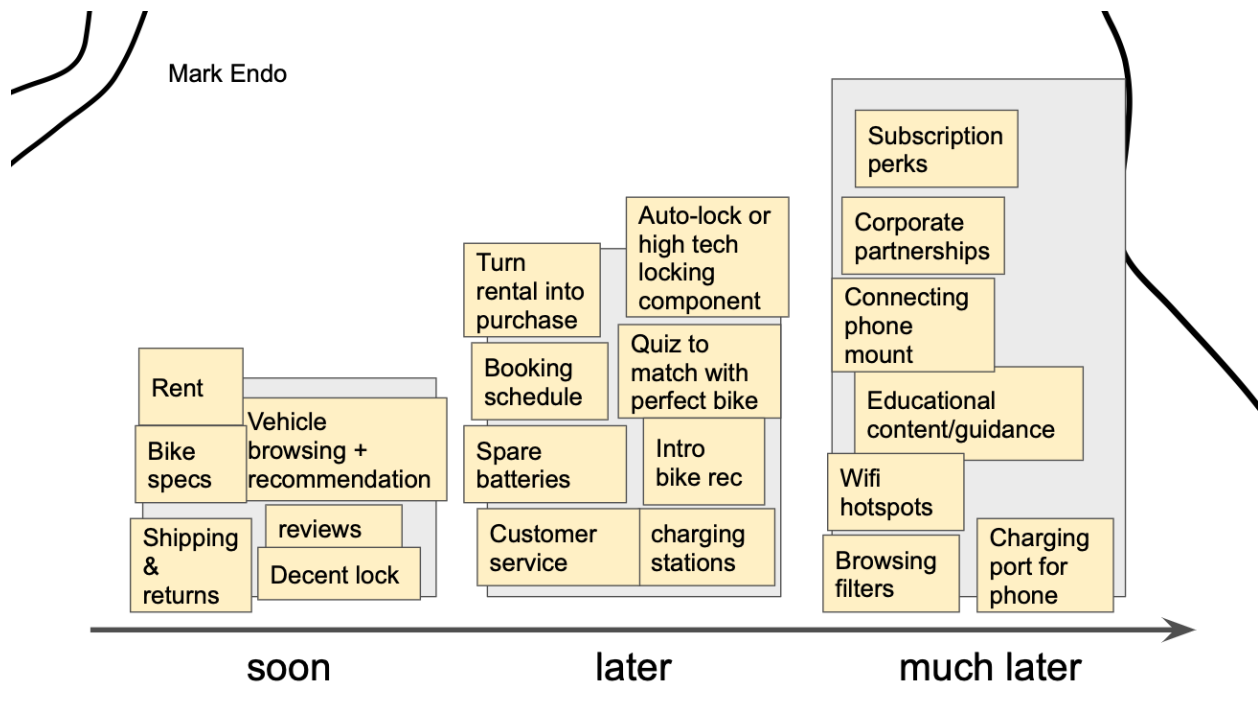 Mark Endo
Rent
Bike
specs
Vehicle
browsing +
recommendation
Shipping
&
returns
reviews
Decent lock
Turn
rental into
purchase
Auto-lock or
high tech
locking
component
Booking
schedule
Quiz to
match with
perfect bike
Spare
batteries
Intro
bike rec
Customer
service
charging
stations
Subscription
perks
Corporate
partnerships
Connecting
phone
mount
Educational
content/guidance
Wifi
hotspots
Browsing
filters
Charging
port for
phone
soon
later
much later